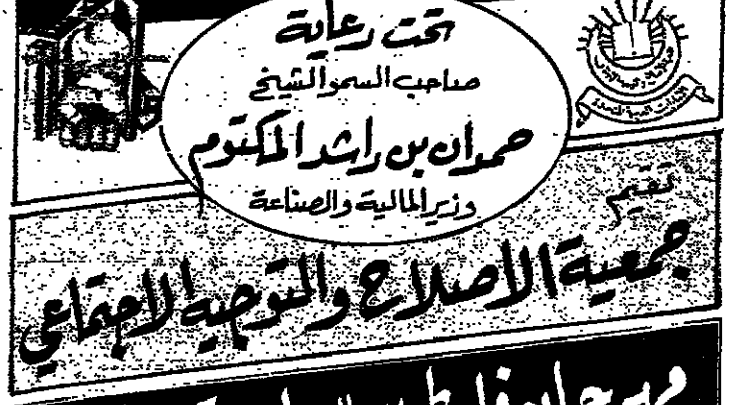 تحت رعاية
صاحب السمو الشيخ
حمدان بن راشد المكتوم
وزير المالية والصناعة
تقيم
جمعية الاصلاح والتوجيه الاجتماعي